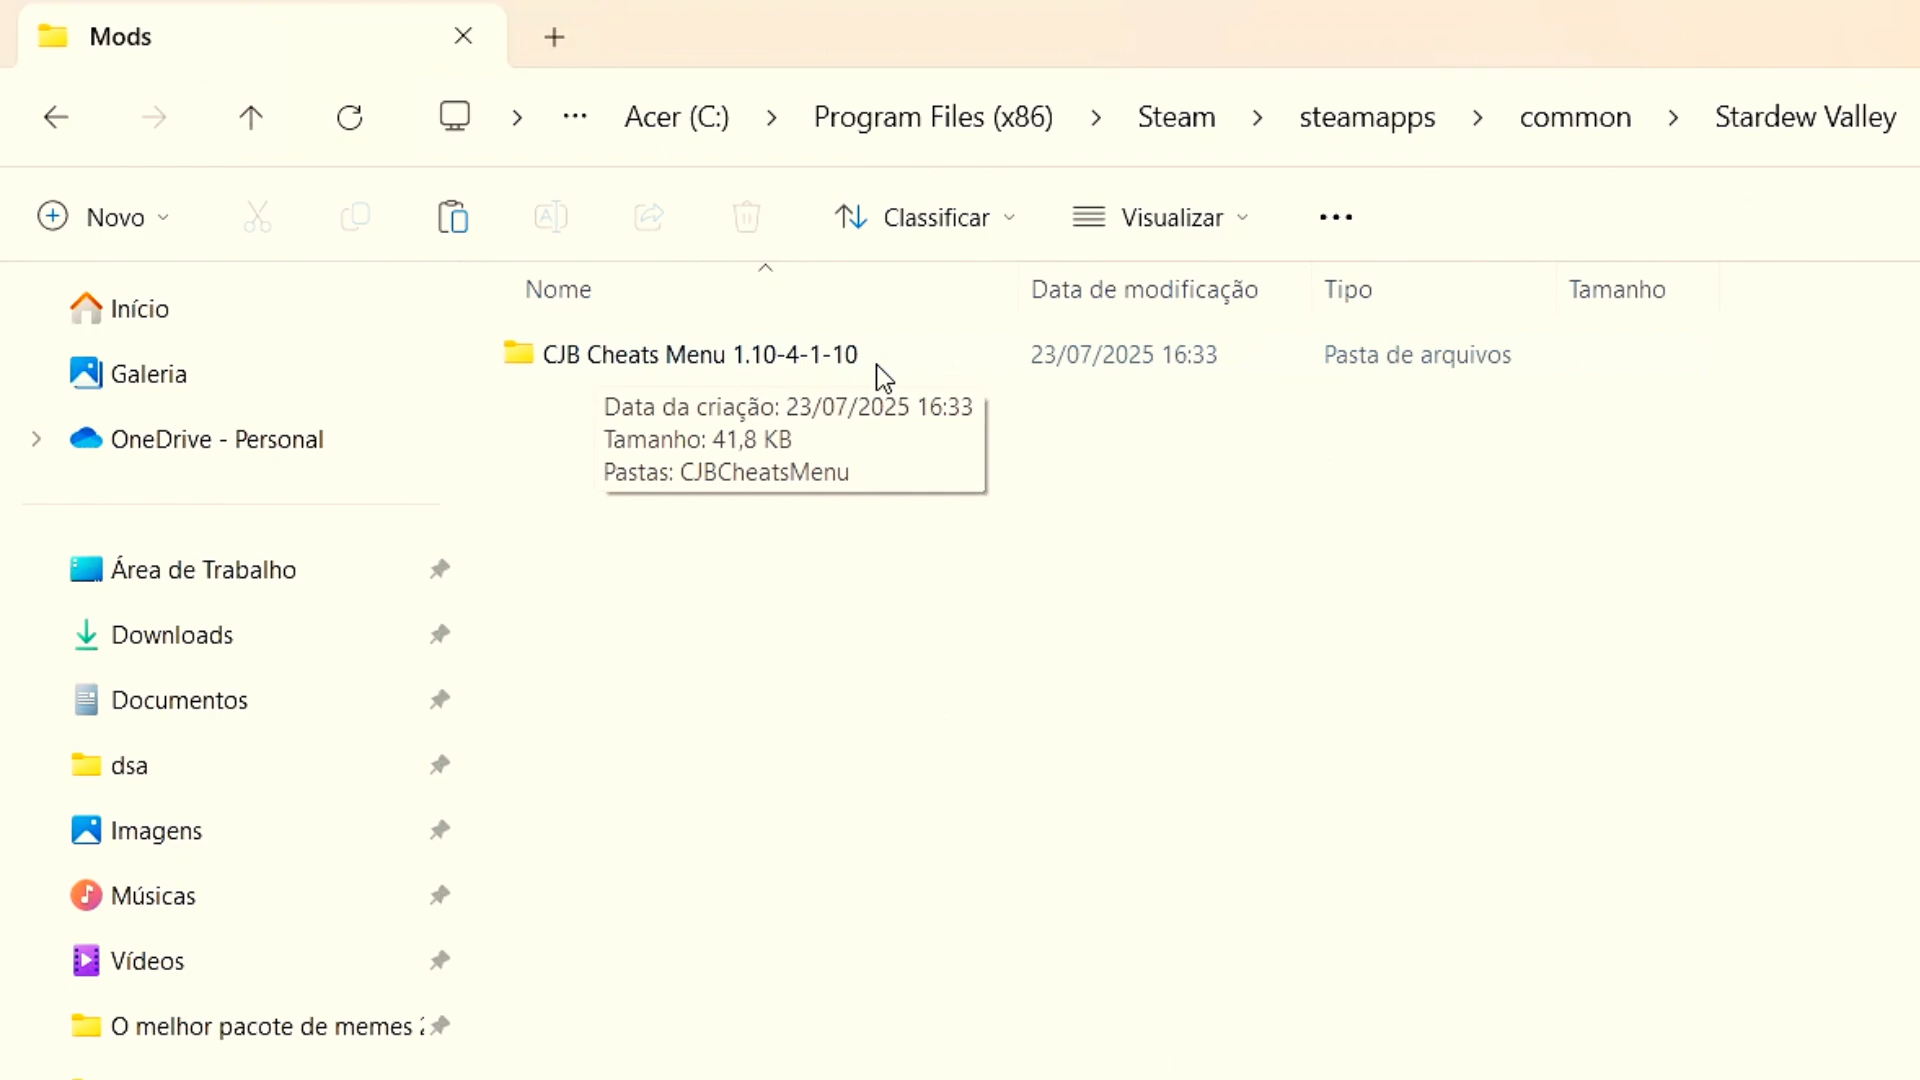 Mods
Acer (C:) > Program Files (x86) > Steam > steamapps > common > Stardew Valley
Novo
Classificar
Visualizar
Nome
Data de modificação
Tipo
Tamanho
CJB Cheats Menu 1.10-4-1-10
23/07/2025 16:33
Pasta de arquivos
Data da criação: 23/07/2025 16:33
Tamanho: 41,8 KB
Pastas: CJBCheatsMenu
Início
Galeria
OneDrive - Personal
Área de Trabalho
Downloads
Documentos
dsa
Imagens
Músicas
Vídeos
O melhor pacote de memes